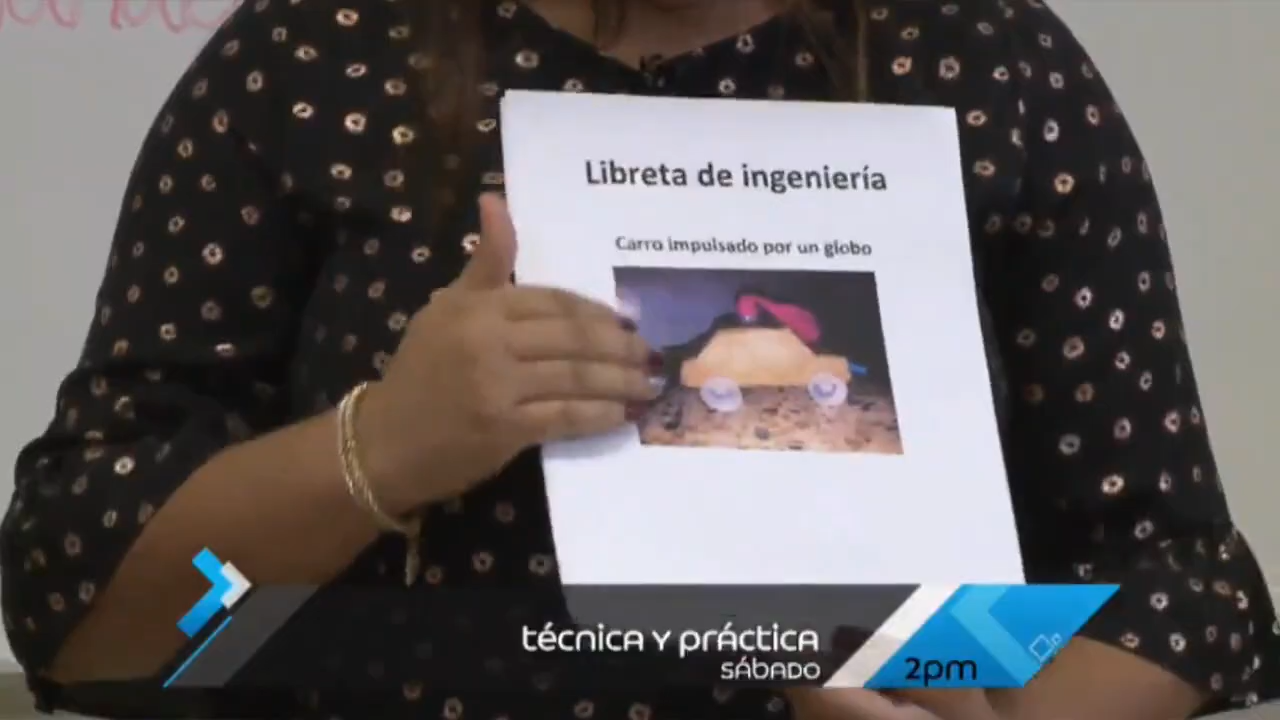 Libreta de ingeniería
Carro impulsado por un globo
técnica y práctica
SÁBADO
2pm